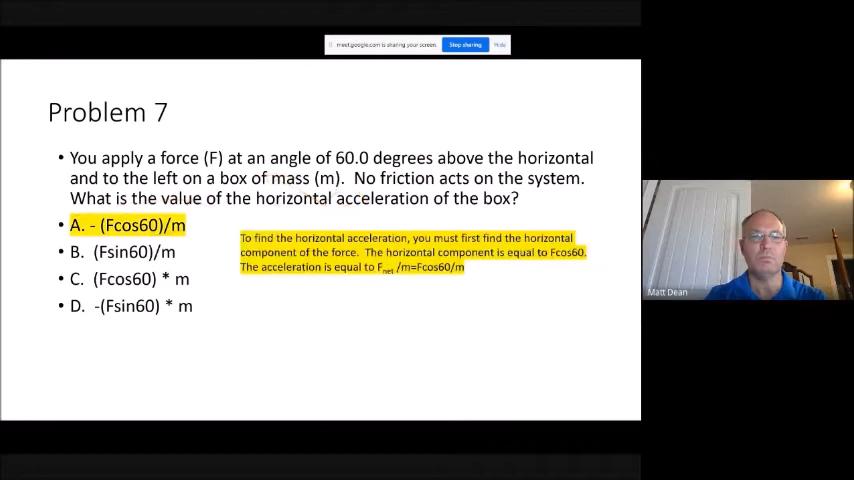 meet.google.com is sharing your screen.
Stop sharing
Hide
Problem 7
• You apply a force (F) at an angle of 60.0 degrees above the horizontal
and to the left on a box of mass (m). No friction acts on the system.
What is the value of the horizontal acceleration of the box?
• A. - (Fcos60)/m
• B. (Fsin60)/m
• C. (Fcos60) * m
• D. -(Fsin60) * m
To find the horizontal acceleration, you must first find the horizontal
component of the force. The horizontal component is equal to Fcos60.
The acceleration is equal to Fnet /m=Fcos60/m
Matt Dean